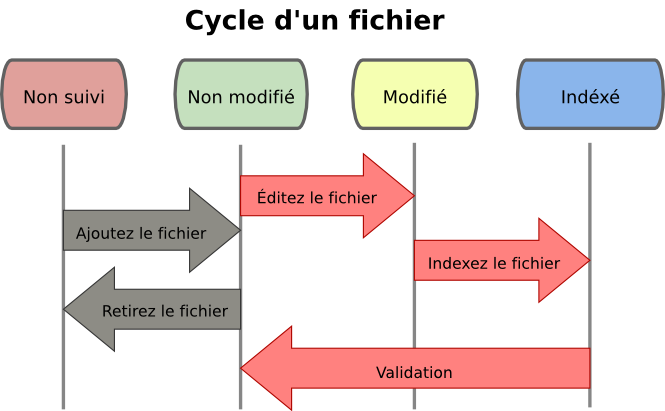 Cycle d'un fichier
Non suivi
Non modifié
Modifié
Indéxé
Éditez le fichier
Ajoutez le fichier
Indexez le fichier
Retirez le fichier
Validation